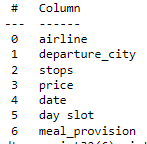 #   Column
---  ------
0   airline
1   departure_city
2   stops
3   price
4   date
5   day slot
6   meal_provision